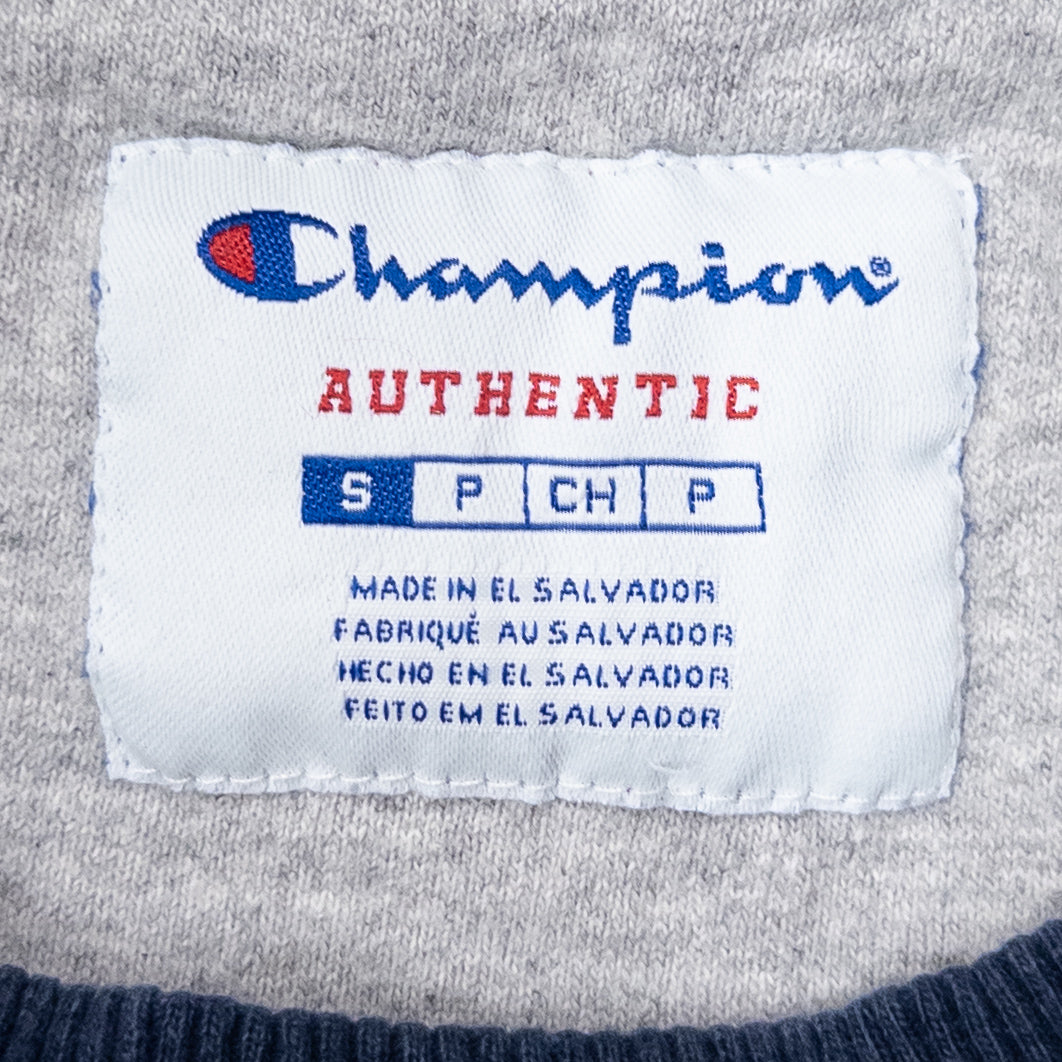 Champion®
AUTHENTIC
S P CH P
MADE IN EL SALVADOR
FABRIQUÉ AU SALVADOR
HECHO EN EL SALVADOR
FEITO EM EL SALVADOR